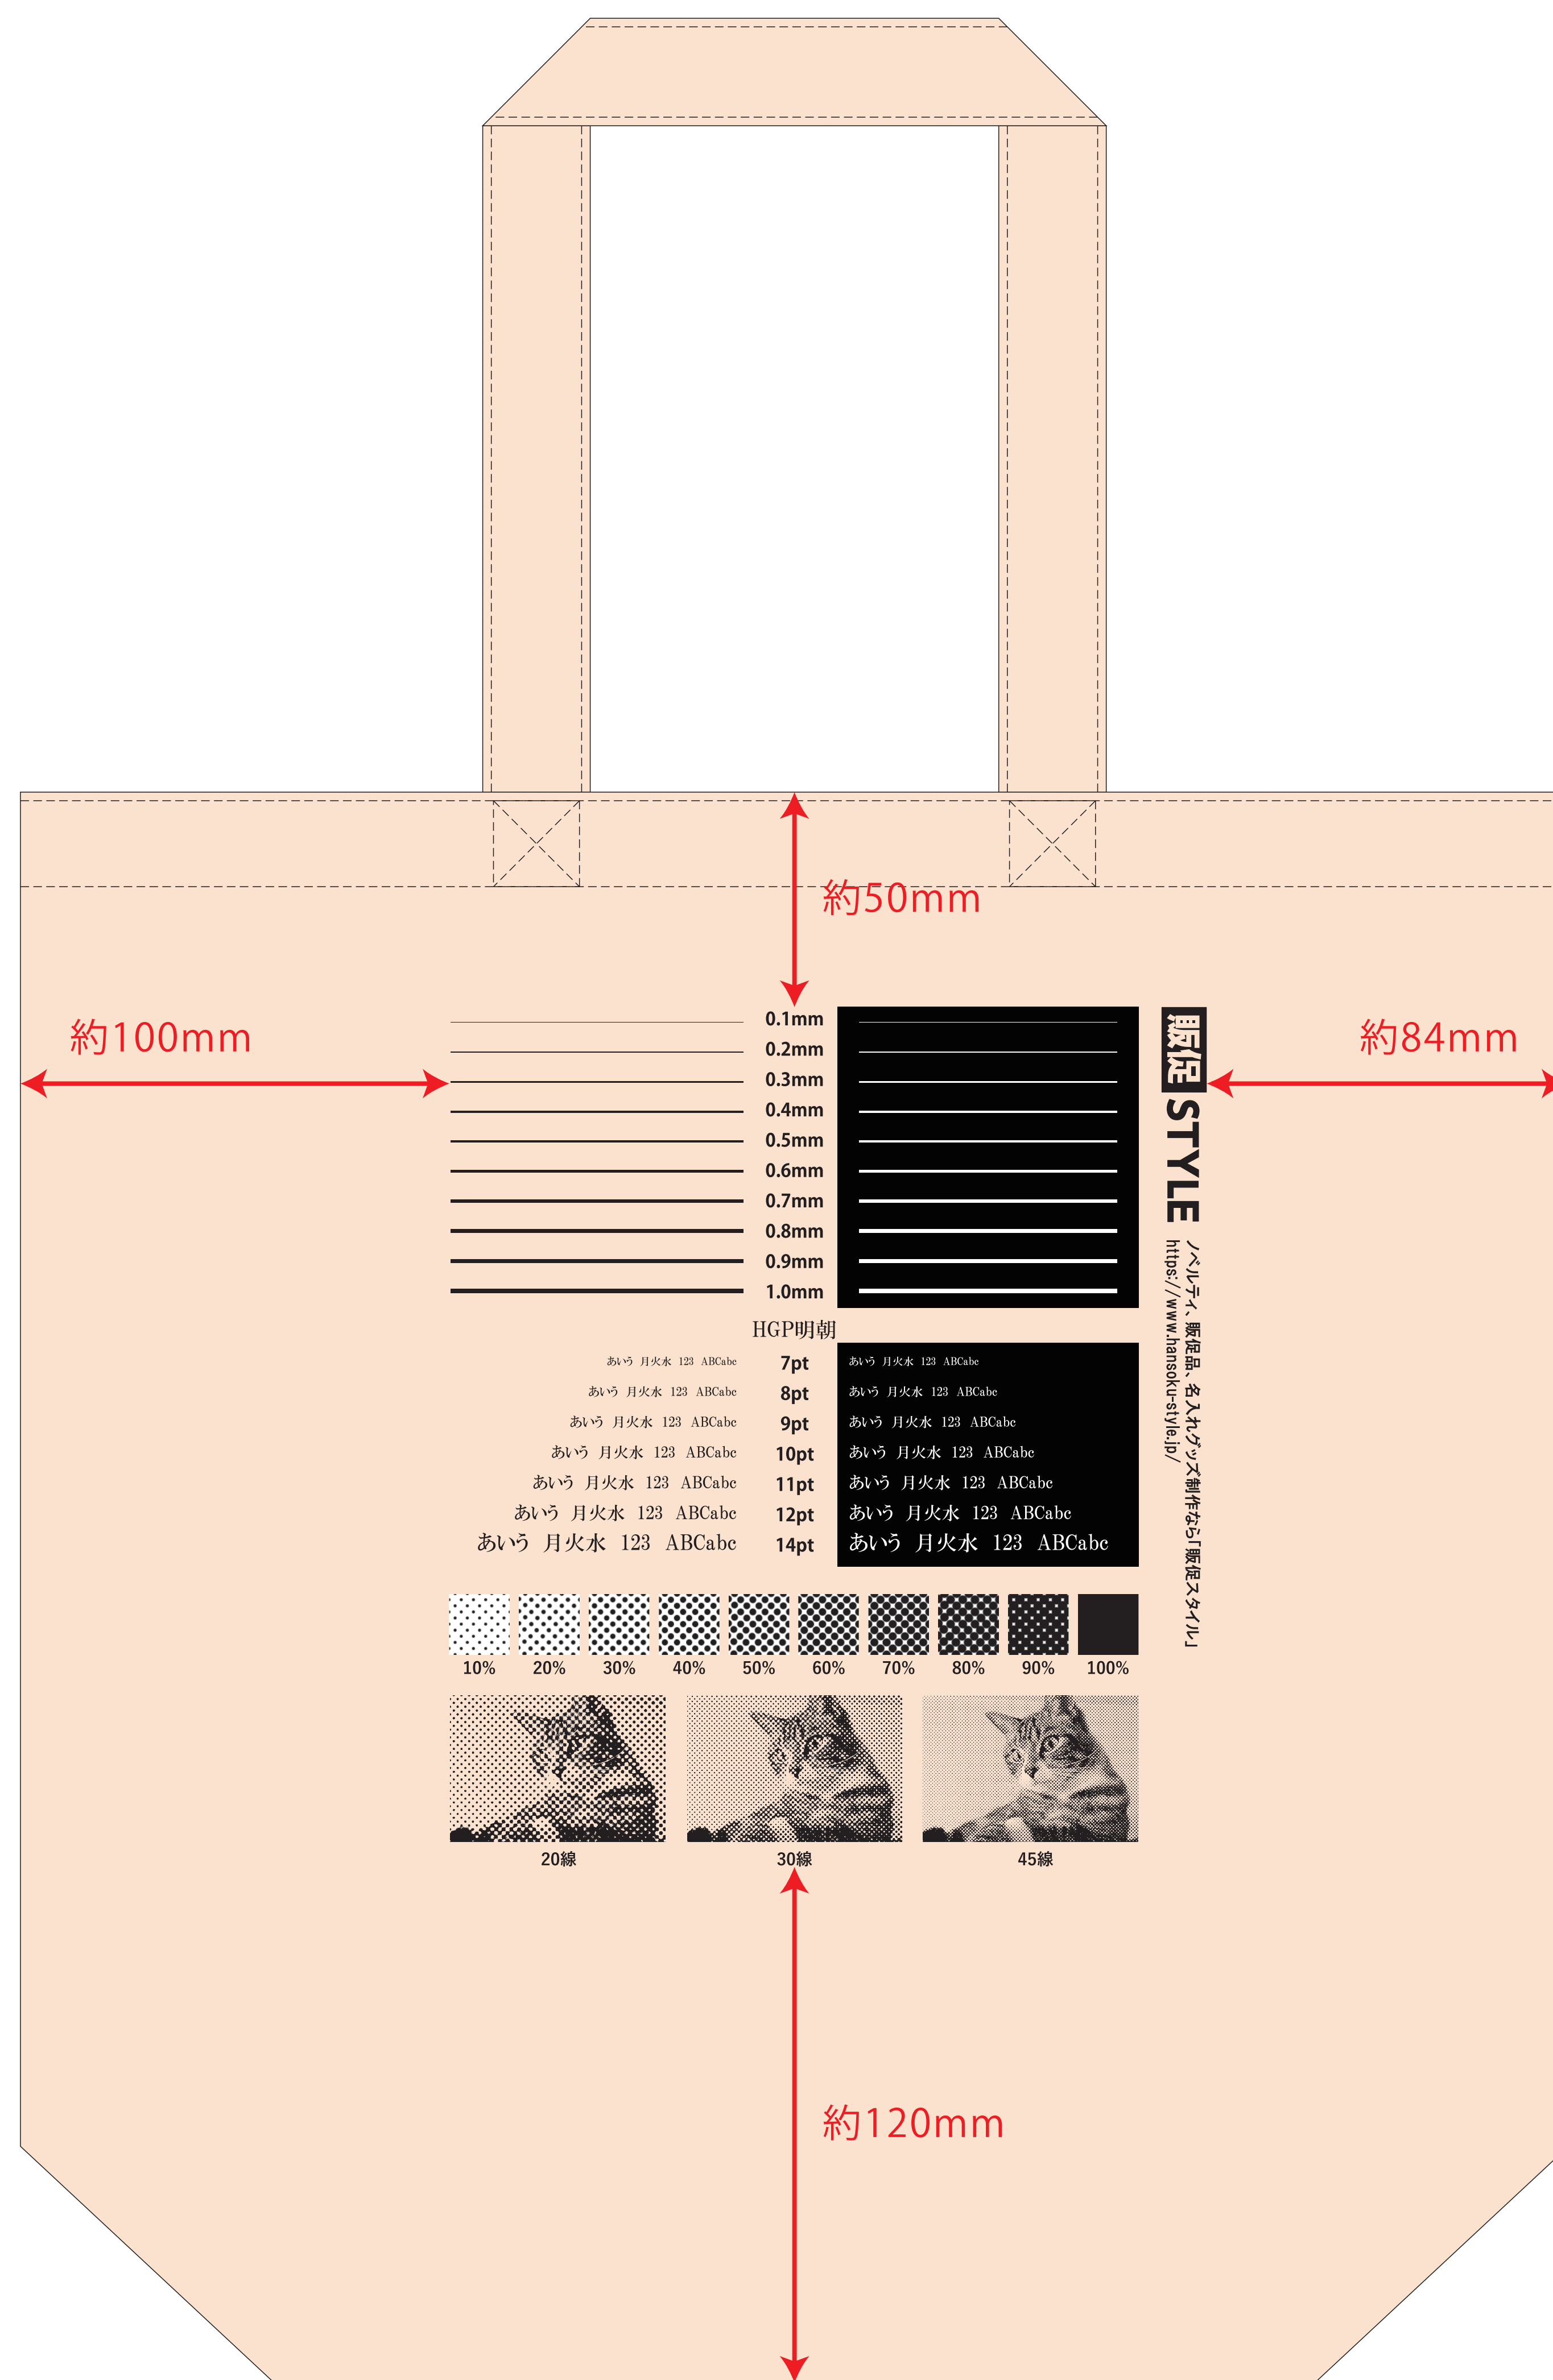 約50mm
約100mm
約84mm
0.1mm
0.2mm
0.3mm
0.4mm
0.5mm
0.6mm
0.7mm
0.8mm
0.9mm
1.0mm
販促 STYLE
ノベルティ、販促品、名入れグッズ制作なら「販促スタイル」
https://www.hansoku-style.jp/
HGP明朝
あいう 月火水 123 ABCabc 7pt あいう 月火水 123 ABCabc
あいう 月火水 123 ABCabc 8pt あいう 月火水 123 ABCabc
あいう 月火水 123 ABCabc 9pt あいう 月火水 123 ABCabc
あいう 月火水 123 ABCabc 10pt あいう 月火水 123 ABCabc
あいう 月火水 123 ABCabc 11pt あいう 月火水 123 ABCabc
あいう 月火水 123 ABCabc 12pt あいう 月火水 123 ABCabc
あいう 月火水 123 ABCabc 14pt あいう 月火水 123 ABCabc
10% 20% 30% 40% 50% 60% 70% 80% 90% 100%
20線 30線 45線
約120mm